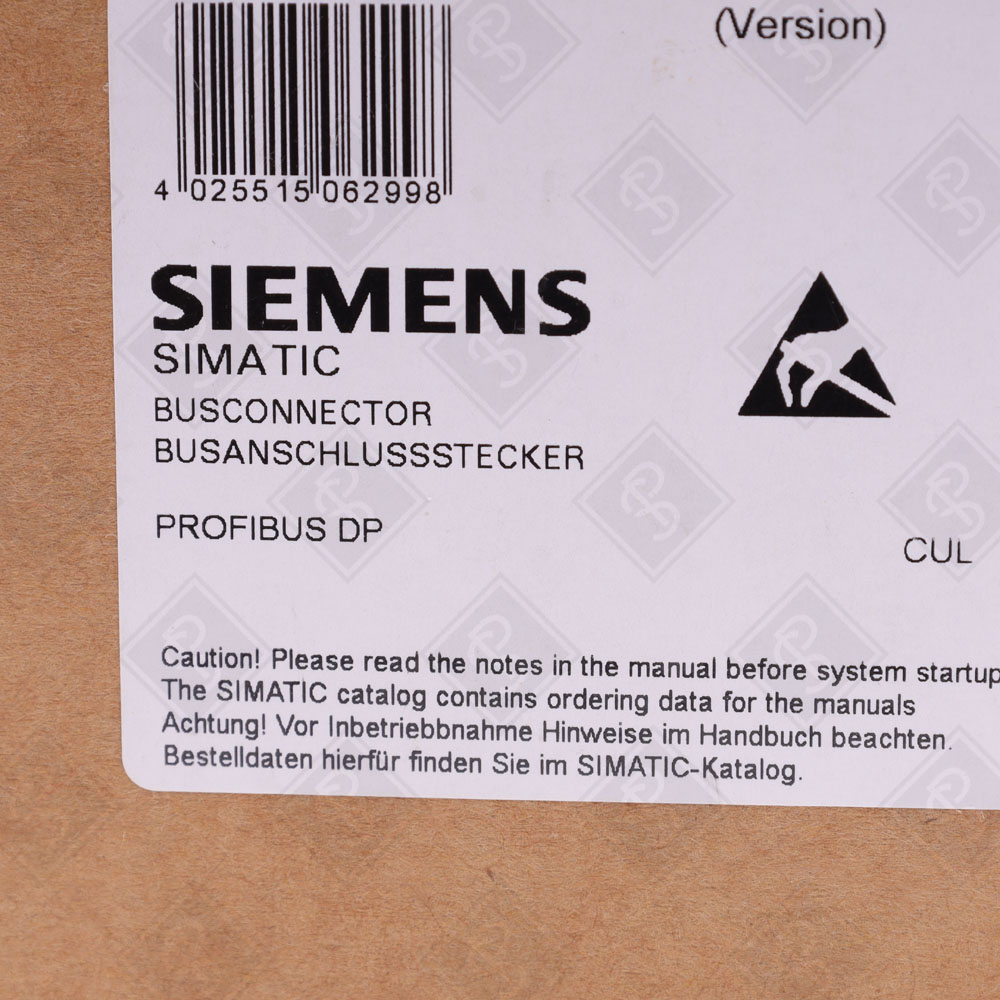 (Version)
4 025515 062998
SIEMENS
SIMATIC
BUSCONNECTOR
BUSANSCHLUSSSTECKER
PROFIBUS DP
CUL
Caution! Please read the notes in the manual before system startup
The SIMATIC catalog contains ordering data for the manuals
Achtung! Vor Inbetriebbnahme Hinweise im Handbuch beachten.
Bestelldaten hierfür finden Sie im SIMATIC-Katalog.